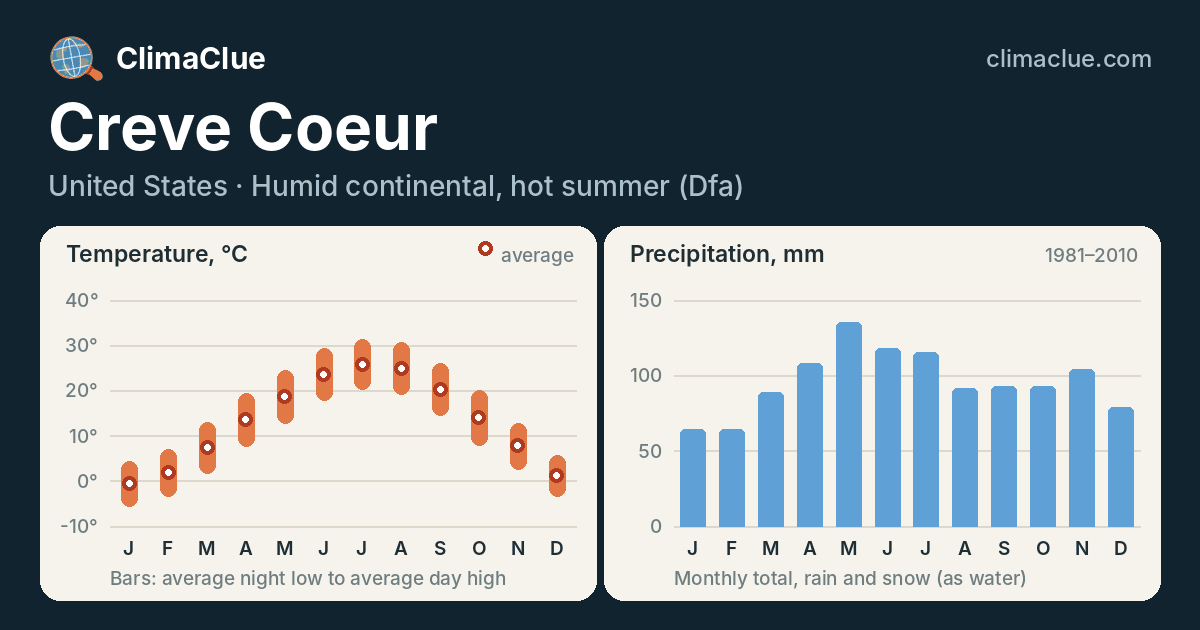 ClimaClue
climaclue.com
Creve Coeur
United States · Humid continental, hot summer (Dfa)
Temperature, °C
average
40°
30°
20°
10°
0°
-10°
J F M A M J J A S O N D
Bars: average night low to average day high
Precipitation, mm
1981–2010
150
100
50
0
J F M A M J J A S O N D
Monthly total, rain and snow (as water)